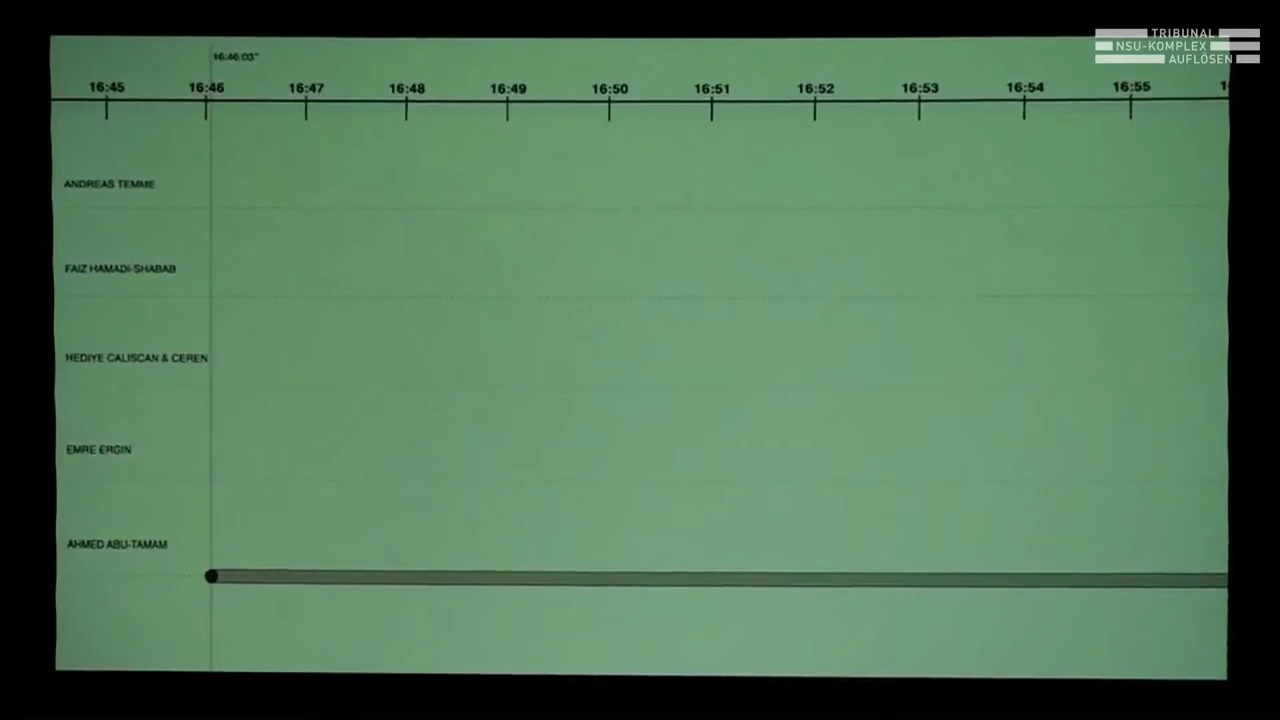 TRIBUNAL
NSU-KOMPLEX
AUFLÖSEN
16:46:03"
16:45 16:46 16:47 16:48 16:49 16:50 16:51 16:52 16:53 16:54 16:55
ANDREAS TEMME
FAIZ HAMADI-SHABAB
HEDIYE CALISCAN & CEREN
EMRE ERGIN
AHMED ABU-TAMAM